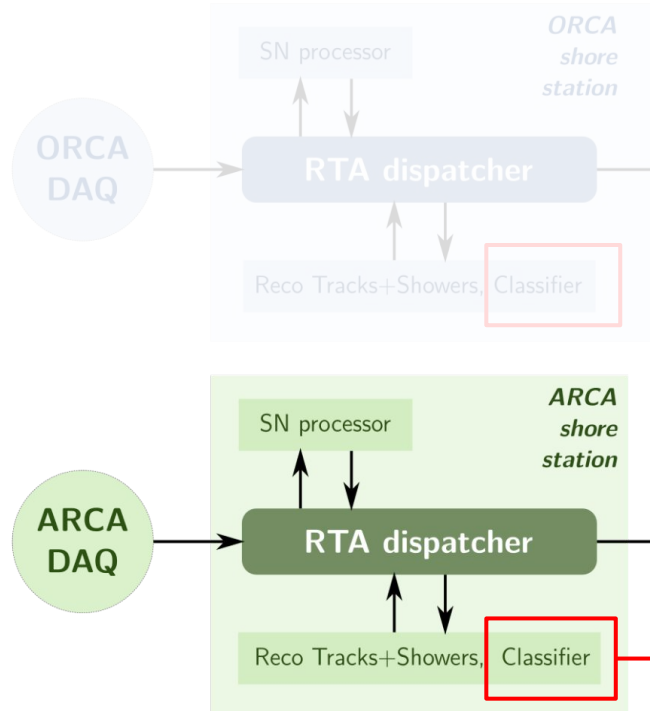 ORCA
shore
station
SN processor
ORCA
DAQ
RTA dispatcher
Reco Tracks+Showers, Classifier
ARCA
shore
station
SN processor
ARCA
DAQ
RTA dispatcher
Reco Tracks+Showers, Classifier